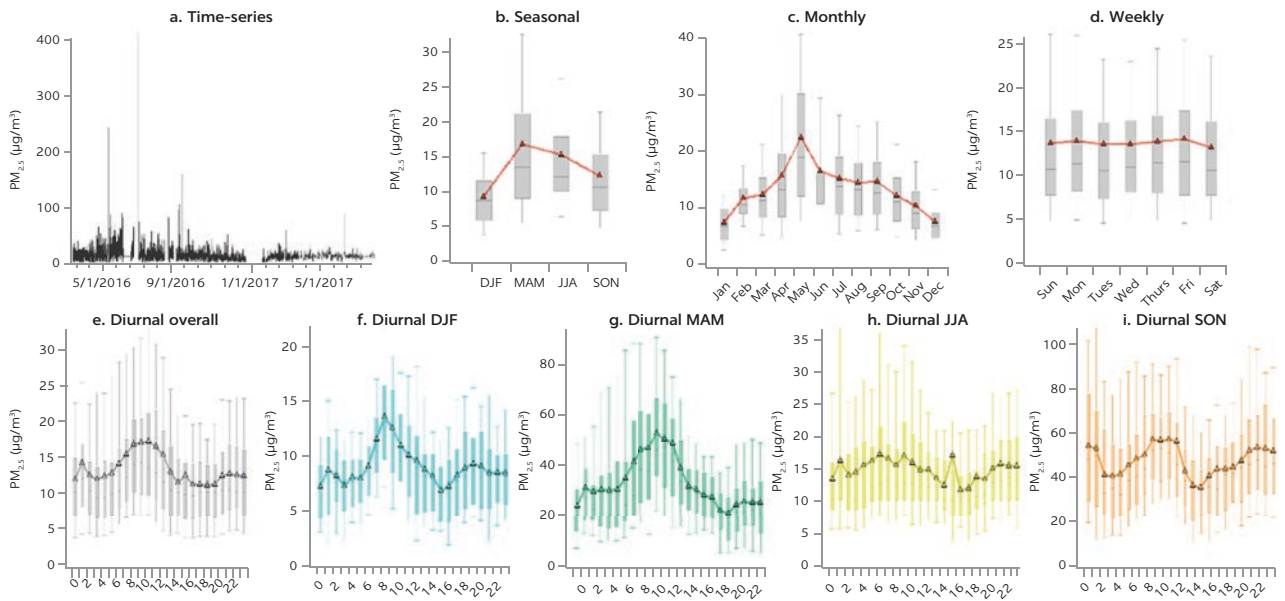 a. Time-series
PM2.5 (µg/m³)
400
300
200
100
0
5/1/2016 9/1/2016 1/1/2017 5/1/2017
b. Seasonal
PM2.5 (µg/m³)
30
25
20
15
10
5
0
DJF MAM JJA SON
c. Monthly
PM2.5 (µg/m³)
40
30
20
10
0
Jan Feb Mar Apr May Jun Jul Aug Sep Oct Nov Dec
d. Weekly
PM2.5 (µg/m³)
25
20
15
10
5
0
Sun Mon Tues Wed Thurs Fri Sat
e. Diurnal overall
PM2.5 (µg/m³)
30
25
20
15
10
5
0
0 2 4 6 8 10 12 14 16 18 20 22
f. Diurnal DJF
PM2.5 (µg/m³)
20
15
10
5
0
0 2 4 6 8 10 12 14 16 18 20 22
g. Diurnal MAM
PM2.5 (µg/m³)
80
60
40
20
0
0 2 4 6 8 10 12 14 16 18 20 22
h. Diurnal JJA
PM2.5 (µg/m³)
35
30
25
20
15
10
5
0
0 2 4 6 8 10 12 14 16 18 20 22
i. Diurnal SON
PM2.5 (µg/m³)
100
80
60
40
20
0
0 2 4 6 8 10 12 14 16 18 20 22